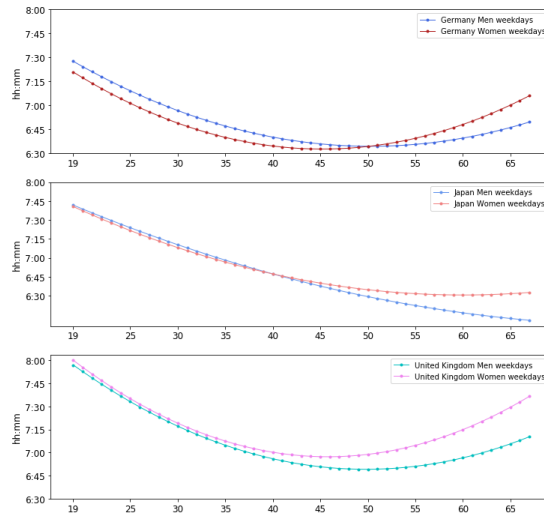 8:00
Germany Men weekdays
Germany Women weekdays
7:30
7:15
7:00
6:45
6:30
hh:mm
19 25 30 35 40 45 50 55 60 65
8:00
Japan Men weekdays
Japan Women weekdays
7:45
7:30
7:15
7:00
6:45
6:30
hh:mm
19 25 30 35 40 45 50 55 60 65
8:00
United Kingdom Men weekdays
United Kingdom Women weekdays
7:45
7:30
7:15
7:00
6:45
6:30
hh:mm
19 25 30 35 40 45 50 55 60 65